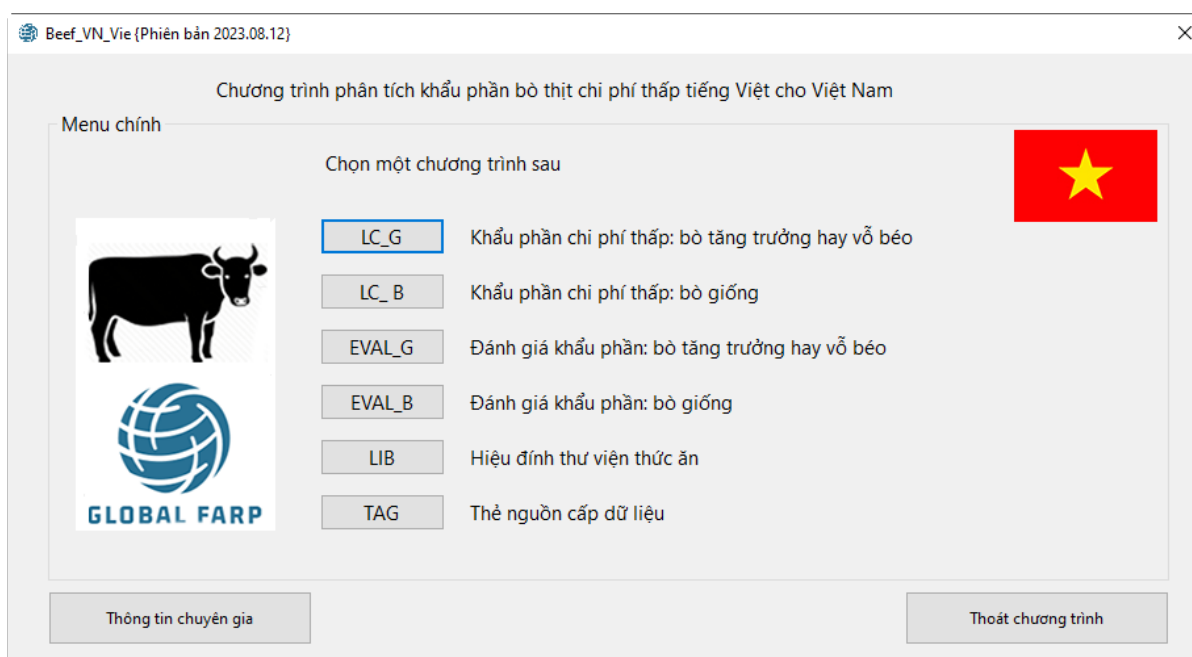 Beef_VN_Vie {Phiên bản 2023.08.12}
Chương trình phân tích khẩu phần bò thịt chi phí thấp tiếng Việt cho Việt Nam
Menu chính
Chọn một chương trình sau
LC_G Khẩu phần chi phí thấp: bò tăng trưởng hay vỗ béo
LC_ B Khẩu phần chi phí thấp: bò giống
EVAL_G Đánh giá khẩu phần: bò tăng trưởng hay vỗ béo
EVAL_B Đánh giá khẩu phần: bò giống
LIB Hiệu đính thư viện thức ăn
TAG Thẻ nguồn cấp dữ liệu
GLOBAL FARP
Thông tin chuyên gia Thoát chương trình